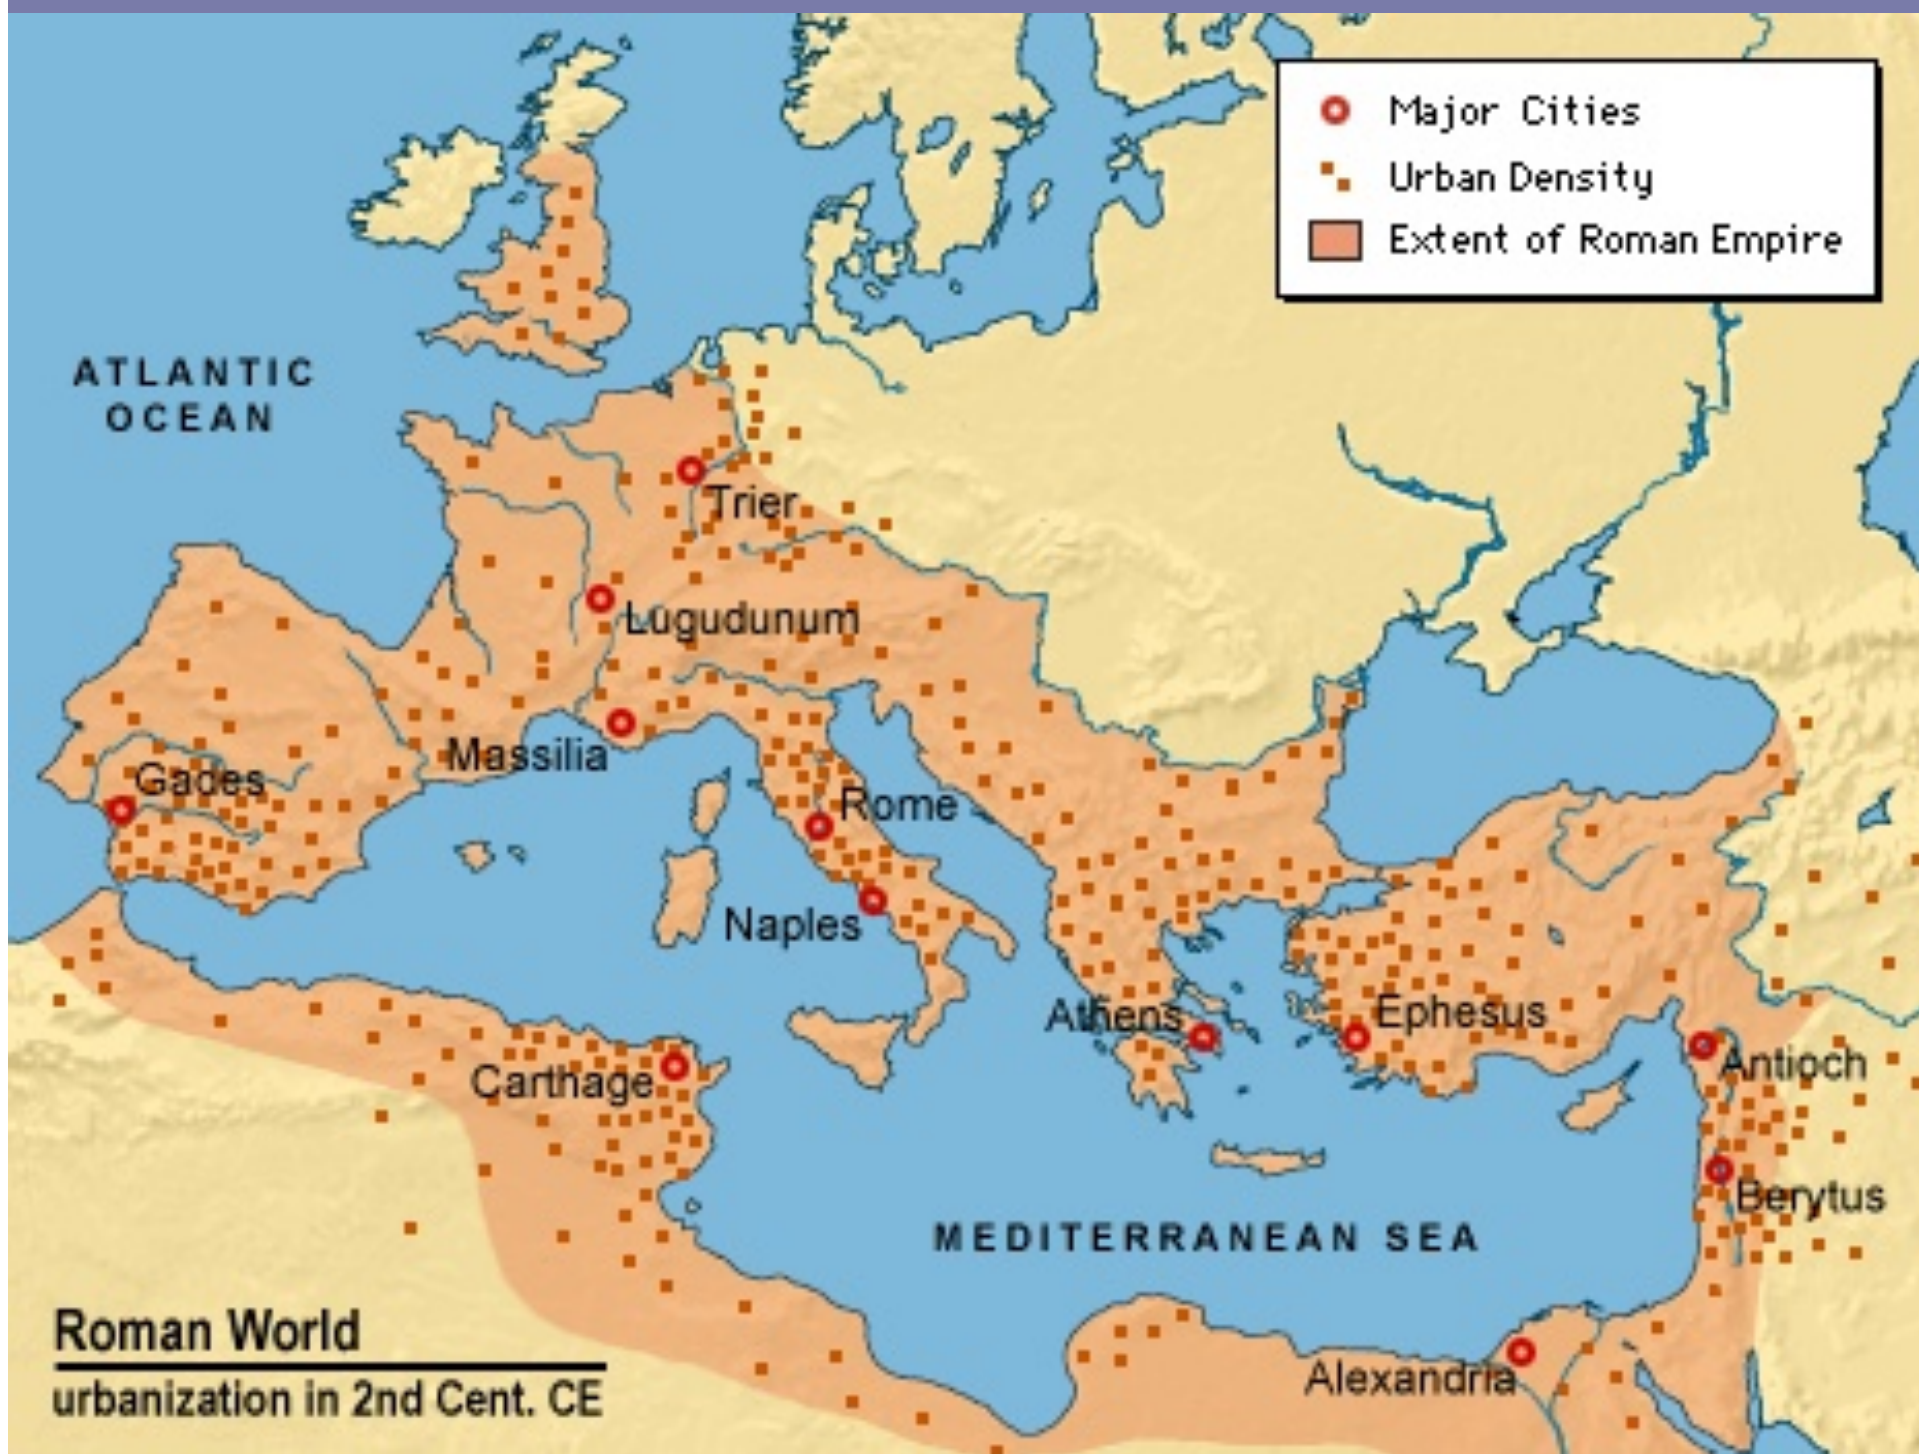 Major Cities
Urban Density
Extent of Roman Empire
ATLANTIC
OCEAN
Trier
Lugudunum
Massilia
Gades
Rome
Naples
Athens
Ephesus
Antioch
Carthage
Berytus
MEDITERRANEAN SEA
Alexandria
Roman World
urbanization in 2nd Cent. CE